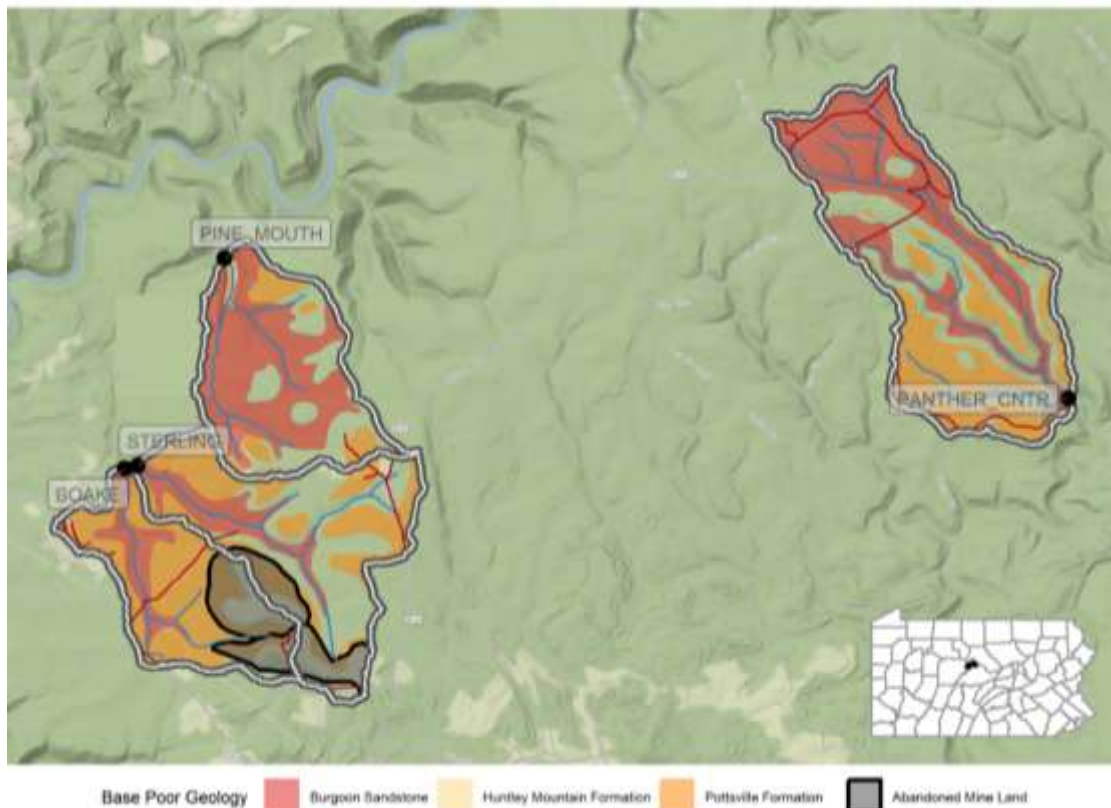 PINE_MOUTH
PANTHER_CNTR
STERLING
BOAKE
Base Poor Geology
Burgoon Sandstone
Huntley Mountain Formation
Pottsville Formation
Abandoned Mine Land